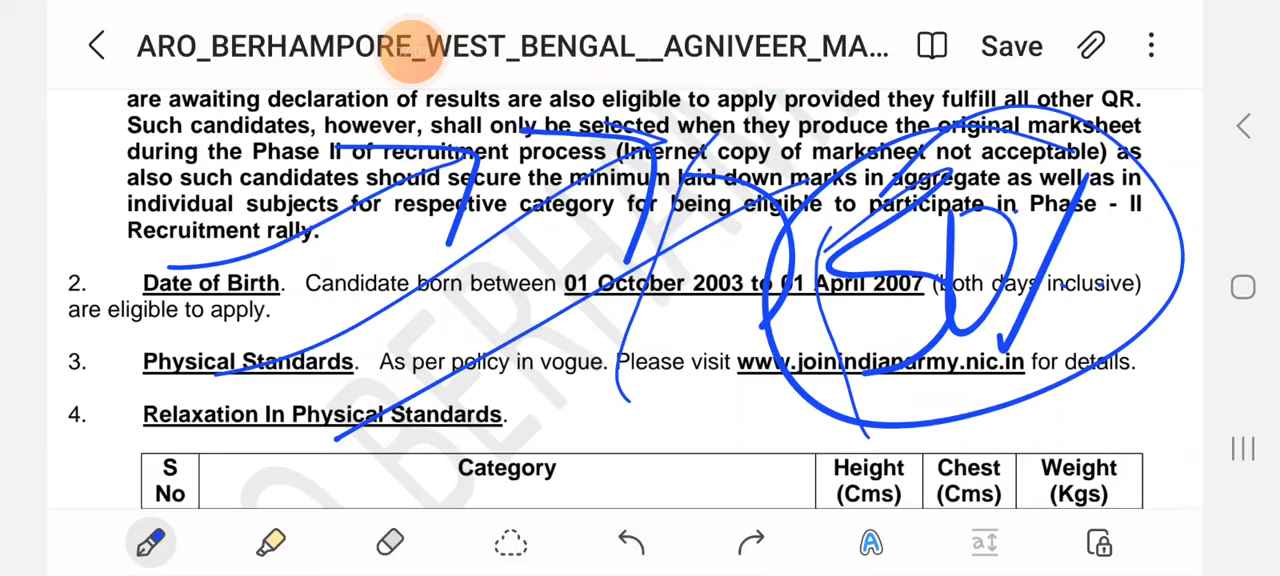 ARO_BERHAMPORE_WEST_BENGAL__AGNIVEER_MA... Save
are awaiting declaration of results are also eligible to apply provided they fulfill all other QR.
Such candidates, however, shall only be selected when they produce the original marksheet
during the Phase II of recruitment process (Internet copy of marksheet not acceptable) as
also such candidates should secure the minimum laid down marks in aggregate as well as in
individual subjects for respective category for being eligible to participate in Phase - II
Recruitment rally.
2. Date of Birth. Candidate born between 01 October 2003 to 01 April 2007 (both days inclusive)
are eligible to apply.
3. Physical Standards. As per policy in vogue. Please visit www.joinindianarmy.nic.in for details.
4. Relaxation In Physical Standards.
S No Category Height (Cms) Chest (Cms) Weight (Kgs)